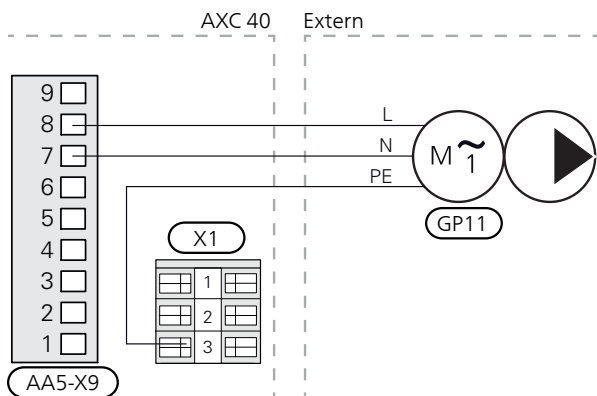 AXC 40 Extern
9
8 L
7 N
6 PE
5
4
3
2
1
AA5-X9
X1
1
2
3
M ~
1
GP11